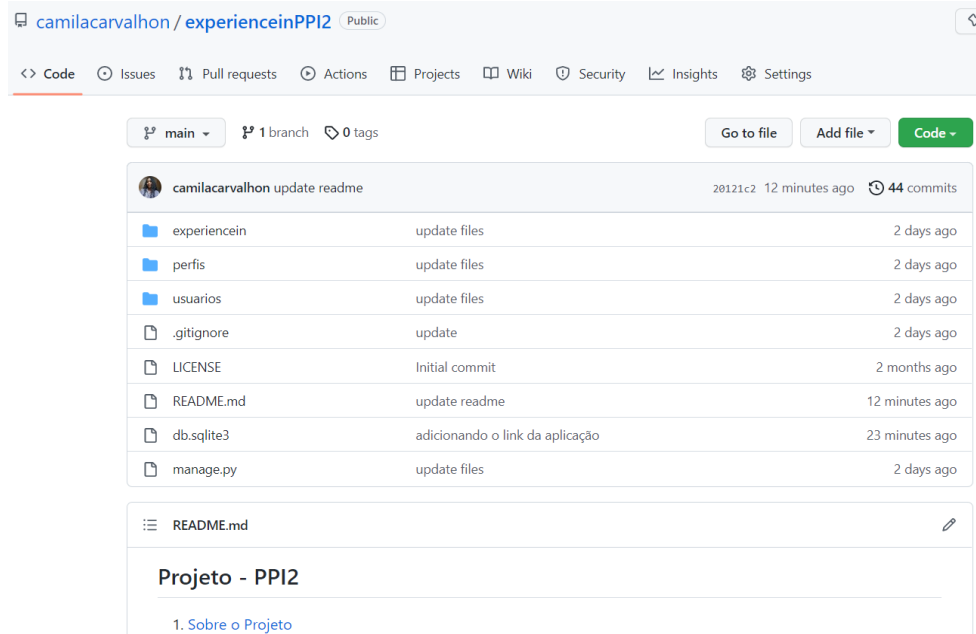 camilacarvalhon / experienceinPPI2 Public
Code Issues Pull requests Actions Projects Wiki Security Insights Settings
main 1 branch 0 tags Go to file Add file Code
camilacarvalhon update readme 20121c2 12 minutes ago 44 commits
experiencein update files 2 days ago
perfis update files 2 days ago
usuarios update files 2 days ago
.gitignore update 2 days ago
LICENSE Initial commit 2 months ago
README.md update readme 12 minutes ago
db.sqlite3 adicionando o link da aplicação 23 minutes ago
manage.py update files 2 days ago
README.md
Projeto - PPI2
1. Sobre o Projeto